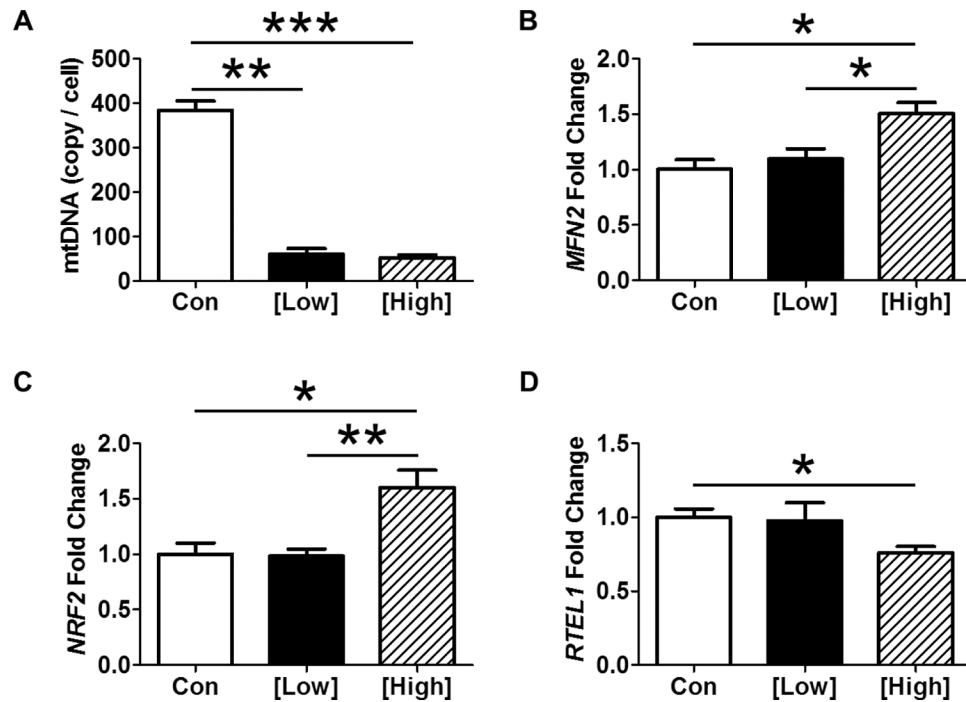 A
mtDNA (copy / cell)
500
400
300
200
100
0
***
**
Con [Low] [High]
B
MFN2 Fold Change
2.0
1.5
1.0
0.5
0.0
*
*
Con [Low] [High]
C
NRF2 Fold Change
2.0
1.5
1.0
0.5
0.0
*
**
Con [Low] [High]
D
RTEL1 Fold Change
1.5
1.0
0.5
0.0
*
Con [Low] [High]